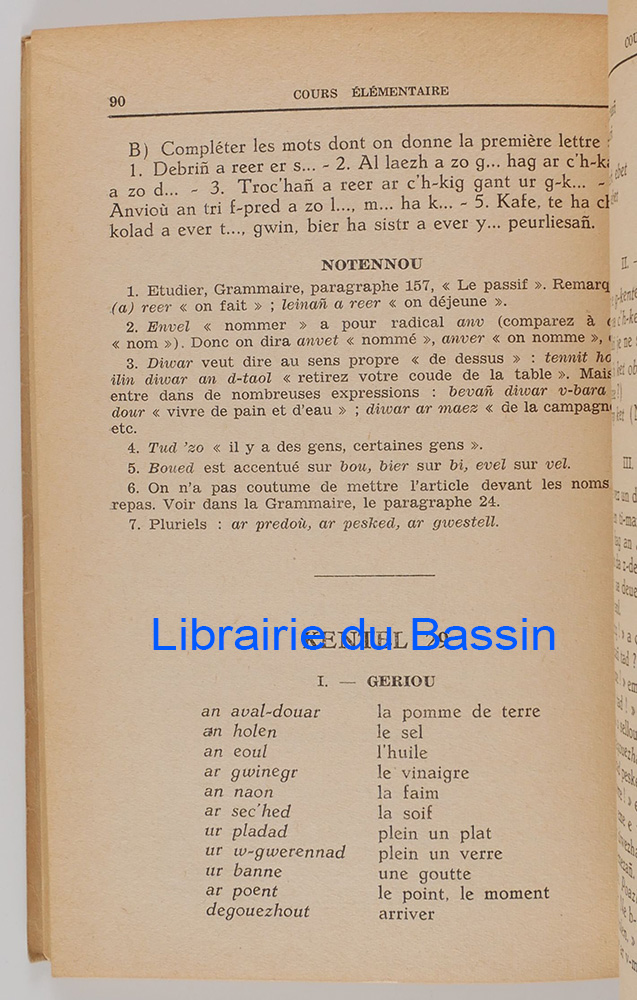 90
COURS ÉLÉMENTAIRE
B) Compléter les mots dont on donne la première lettre :
1. Debriñ a reer er s... - 2. Al laezh a zo g... hag ar c'h-k
a zo d... - 3. Troc'hañ a reer ar c'h-kig gant ur g-k... -
Anvioù an tri f-pred a zo l..., m... ha k... - 5. Kafe, te ha
kolad a ever t..., gwin, bier ha sistr a ever y... peurliesañ.
NOTENNOU
1. Etudier, Grammaire, paragraphe 157, « Le passif ». Remarq
(a) reer « on fait » ; leinañ a reer « on déjeune ».
2. Envel « nommer » a pour radical anv (comparez à
« nom »). Donc on dira anvet « nommé », anver « on nomme »,
3. Diwar veut dire au sens propre « de dessus » : tennit ho
ilin diwar an d-taol « retirez votre coude de la table ». Mais
entre dans de nombreuses expressions : bevañ diwar v-bara
dour « vivre de pain et d'eau » ; diwar ar maez « de la campagn
etc.
4. Tud 'zo « il y a des gens, certaines gens ».
5. Boued est accentué sur bou, bier sur bi, evel sur vel.
6. On n'a pas coutume de mettre l'article devant les noms
repas. Voir dans la Grammaire, le paragraphe 24.
7. Pluriels : ar predoù, ar pesked, ar gwestell.
KENTEL 29
Librairie du Bassin
I. — GERIOU
an aval-douar la pomme de terre
an holen le sel
an eoul l'huile
ar gwinegr le vinaigre
an naon la faim
ar sec'hed la soif
ur pladad plein un plat
ur w-gwerennad plein un verre
ur banne une goutte
ar poent le point, le moment
degouezhout arriver